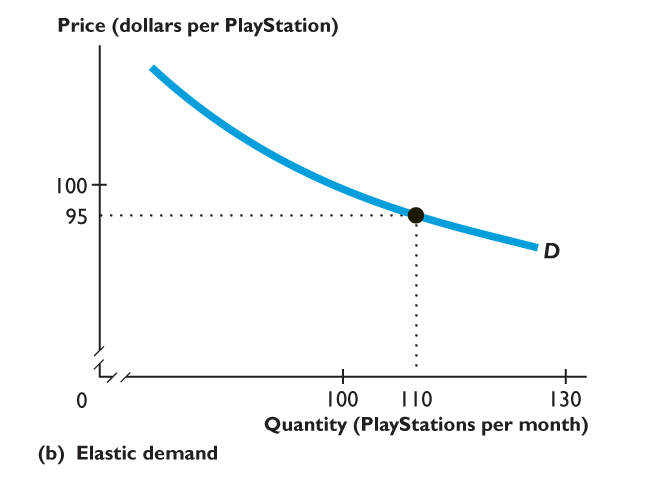 Price (dollars per PlayStation)
100
95
D
0
100 110 130
Quantity (PlayStations per month)
(b) Elastic demand